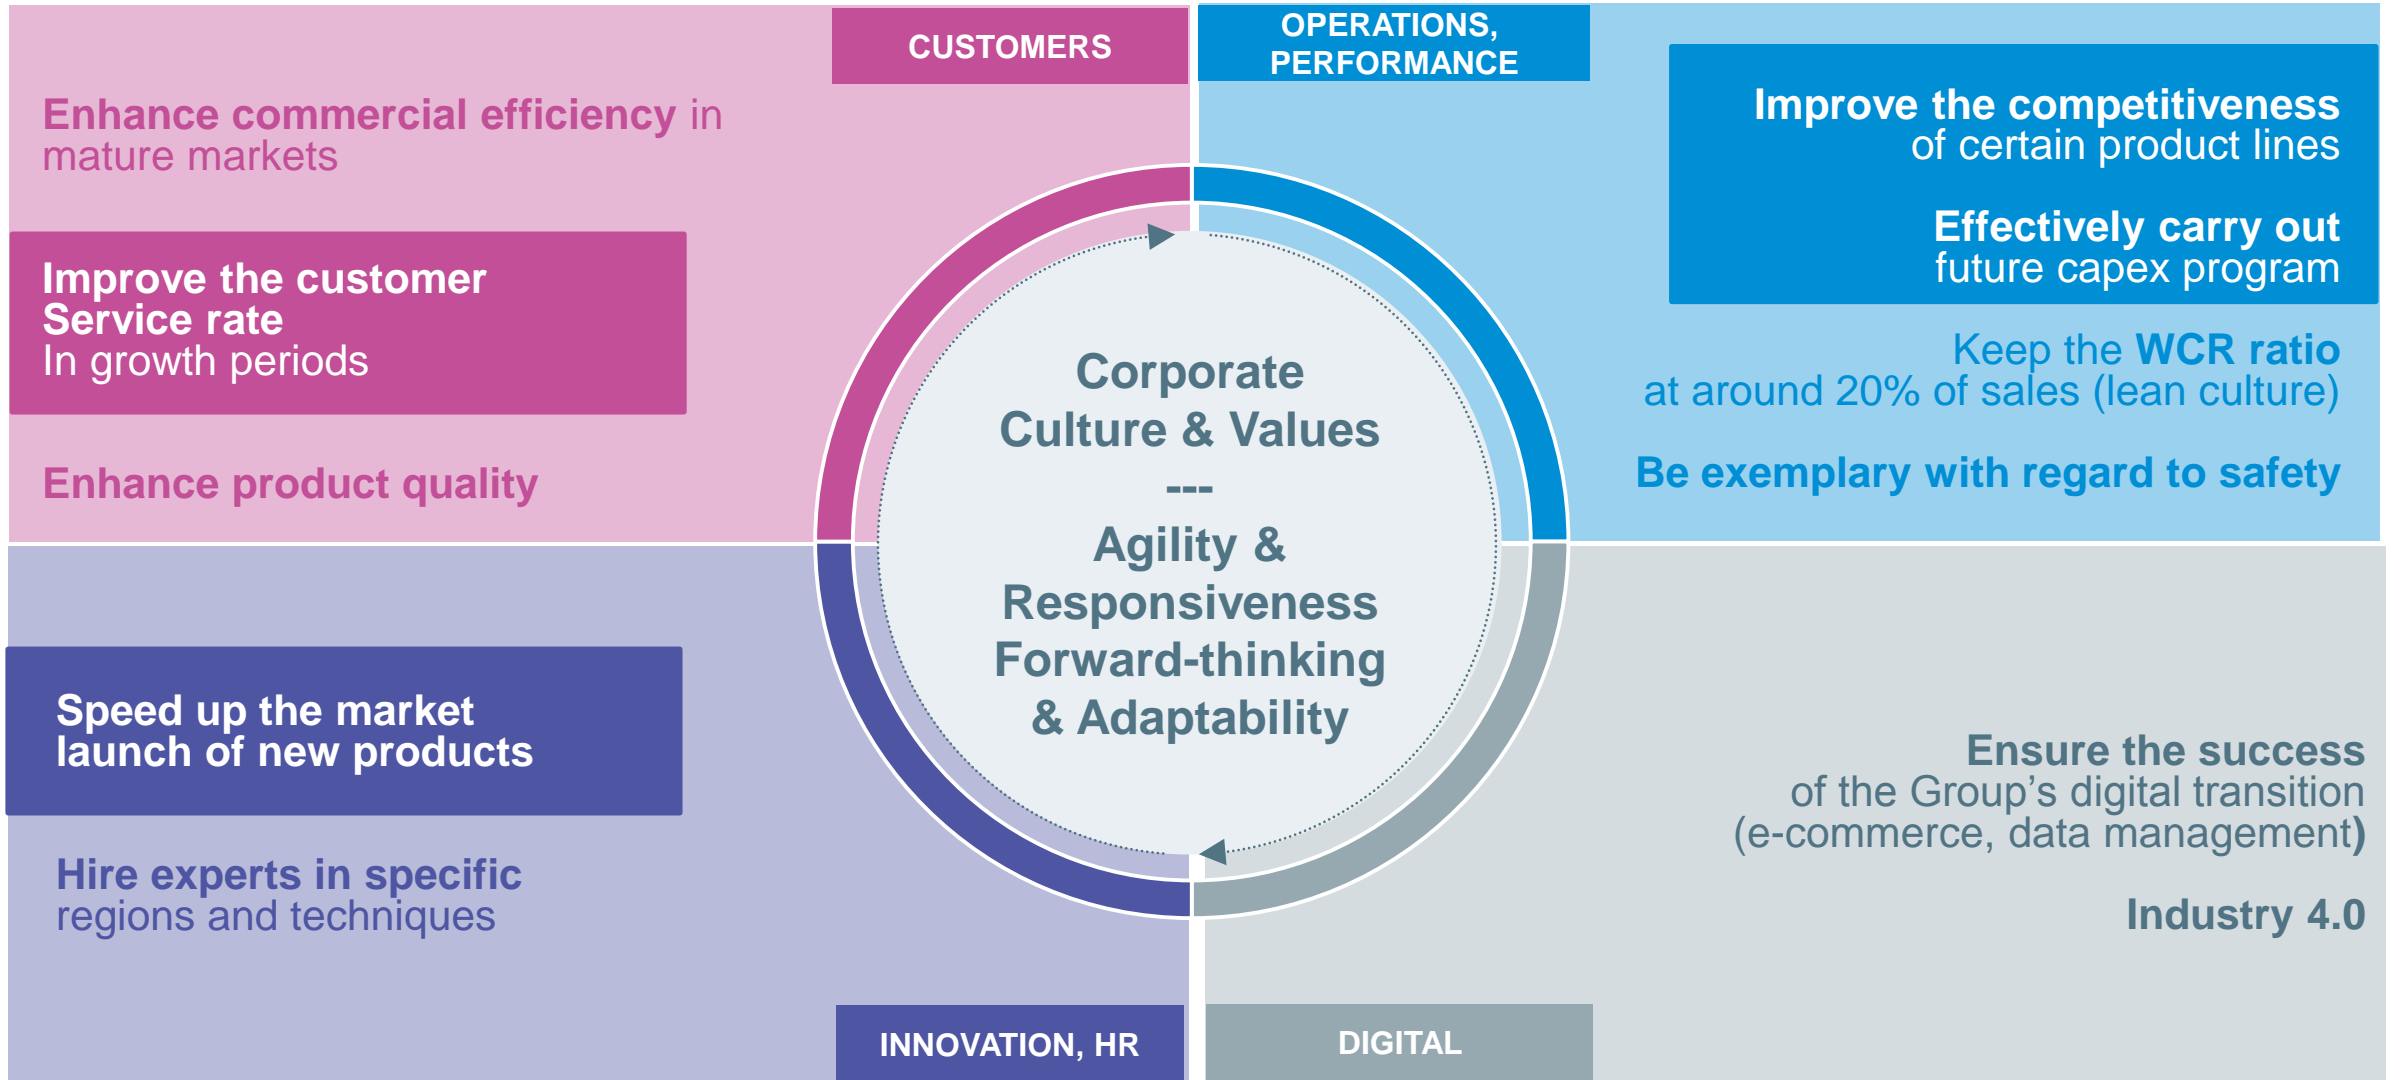 CUSTOMERS
Enhance commercial efficiency in
mature markets
Improve the customer
Service rate
In growth periods
Enhance product quality
OPERATIONS,
PERFORMANCE
Improve the competitiveness
of certain product lines
Effectively carry out
future capex program
Keep the WCR ratio
at around 20% of sales (lean culture)
Be exemplary with regard to safety
Corporate
Culture & Values
---
Agility &
Responsiveness
Forward-thinking
& Adaptability
Speed up the market
launch of new products
Hire experts in specific
regions and techniques
INNOVATION, HR
Ensure the success
of the Group’s digital transition
(e-commerce, data management)
Industry 4.0
DIGITAL